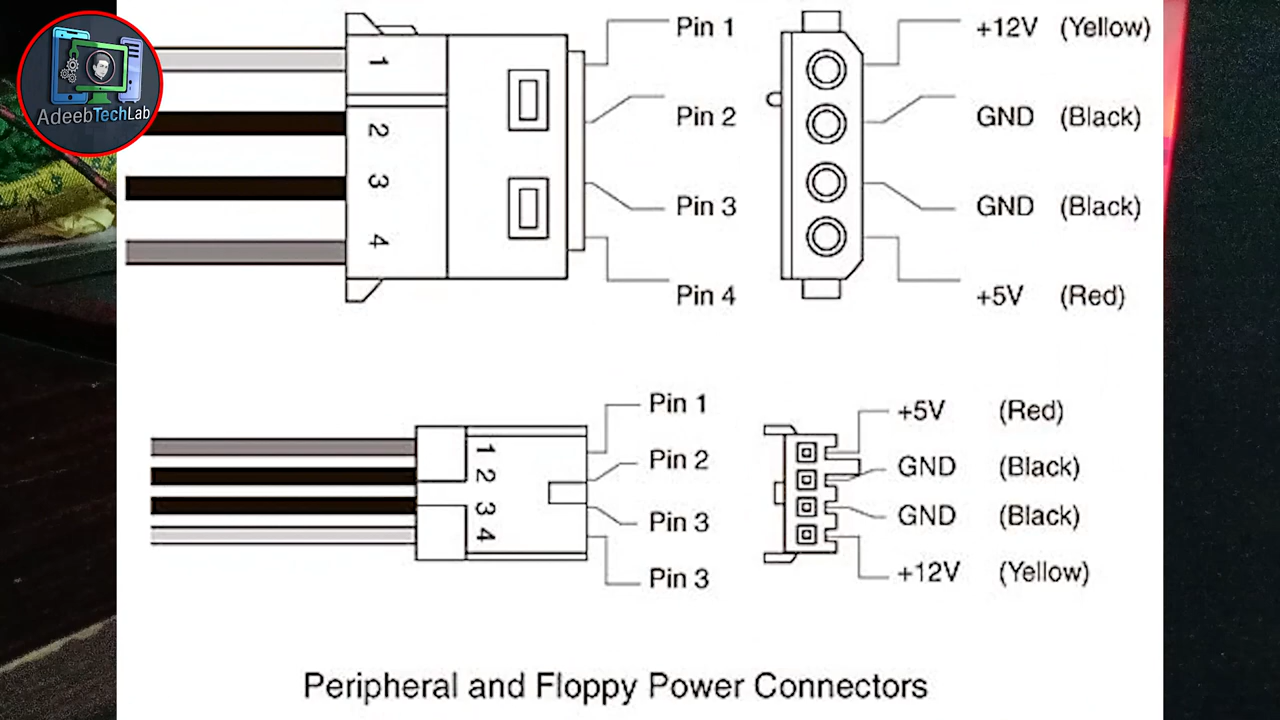 AdeebTechLab
1
2
3
4
Pin 1
Pin 2
Pin 3
Pin 4
+12V (Yellow)
GND (Black)
GND (Black)
+5V (Red)
1
2
3
4
Pin 1
Pin 2
Pin 3
Pin 3
+5V (Red)
GND (Black)
GND (Black)
+12V (Yellow)
Peripheral and Floppy Power Connectors